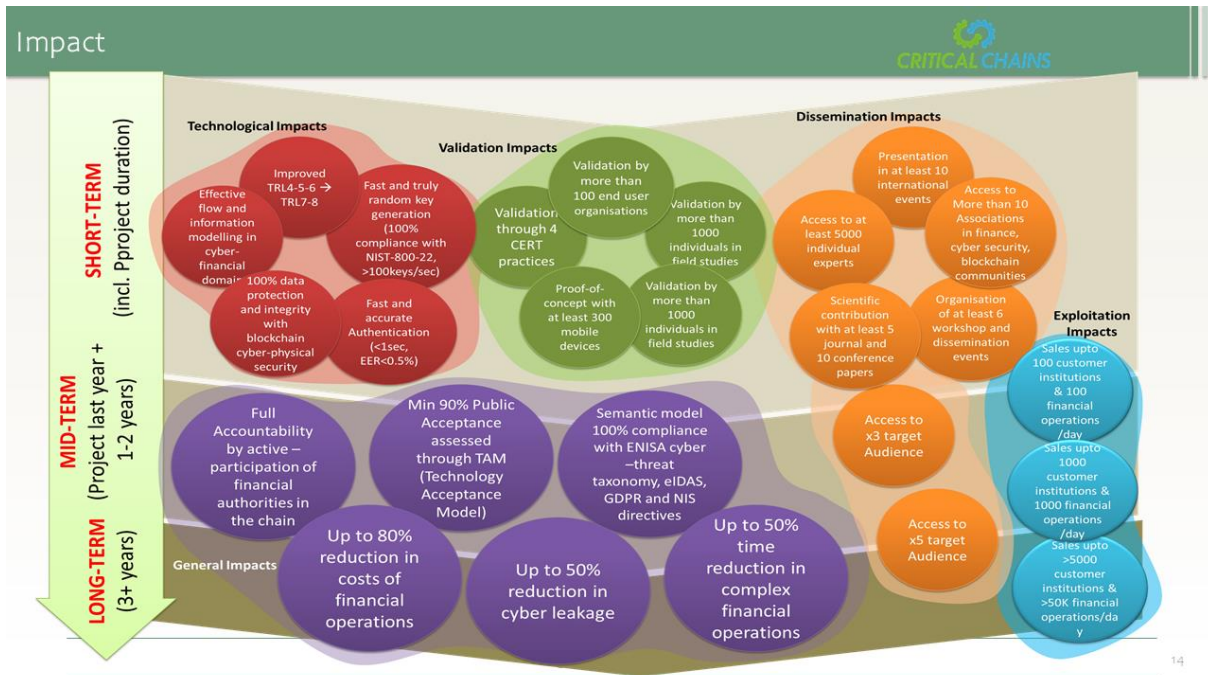 Impact
CRITICAL CHAINS
SHORT-TERM
(incl. Pproject duration)
MID-TERM
(Project last year +
1-2 years)
LONG-TERM
(3+ years)
Technological Impacts
Improved
TRL4-5-6 →
TRL7-8
Effective
flow and
information
modelling in
cyber-
financial
domain
Fast and truly
random key
generation
(100%
compliance with
NIST-800-22,
>100keys/sec)
100% data
protection
and integrity
with
blockchain
cyber-physical
security
Fast and
accurate
Authentication
(<1sec,
EER<0.5%)
Validation Impacts
Validation by
more than
100 end user
organisations
Validation
through 4
CERT
practices
Validation by
more than
1000
individuals in
field studies
Proof-of-
concept with
at least 300
mobile
devices
Validation by
more than
1000
individuals in
field studies
Dissemination Impacts
Presentation
in at least 10
international
events
Access to at
least 5000
individual
experts
Access to
More than 10
Associations
in finance,
cyber security,
blockchain
communities
Scientific
contribution
with at least 5
journal and
10 conference
papers
Organisation
of at least 6
workshop and
dissemination
events
Access to
x3 target
Audience
Access to
x5 target
Audience
Exploitation
Impacts
Sales upto
100 customer
institutions
& 100
financial
operations
/day
Sales upto
1000
customer
institutions &
1000 financial
operations
/day
Sales upto
>5000
customer
institutions &
>50K financial
operations/da
y
Full
Accountability
by active –
participation of
financial
authorities in
the chain
Min 90% Public
Acceptance
assessed
through TAM
(Technology
Acceptance
Model)
Semantic model
100% compliance
with ENISA cyber
–threat
taxonomy, eIDAS,
GDPR and NIS
directives
General Impacts
Up to 80%
reduction in
costs of
financial
operations
Up to 50%
reduction in
cyber leakage
Up to 50%
time
reduction in
complex
financial
operations
14